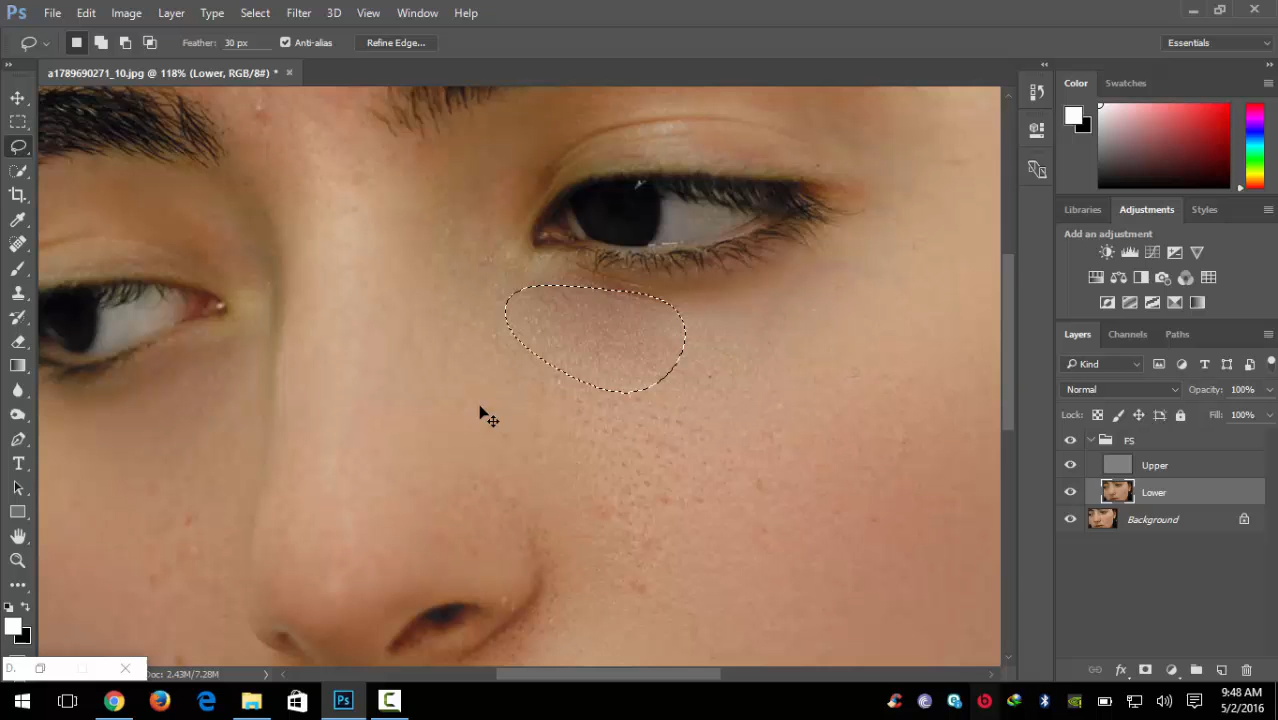 Ps File Edit Image Layer Type Select Filter 3D View Window Help
Feather: 30 px Anti-alias Refine Edge... Essentials
a1789690271_10.jpg @ 118% (Lower, RGB/8#) *
Color Swatches
Libraries Adjustments Styles
Add an adjustment
Layers Channels Paths
Kind
Normal Opacity: 100%
Lock: Fill: 100%
FS
Upper
Lower
Background
D.
Doc: 2.43M/7.28M
Ps
9:48 AM
5/2/2016